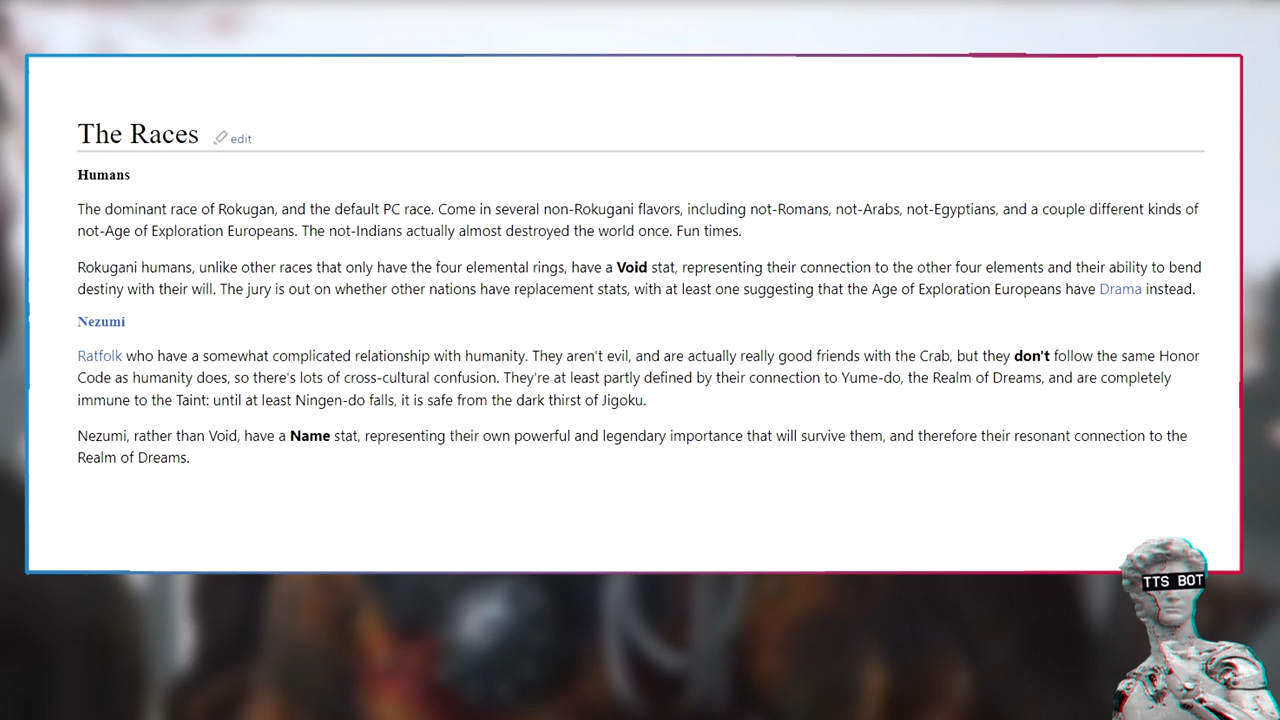 The Races edit
Humans
The dominant race of Rokugan, and the default PC race. Come in several non-Rokugani flavors, including not-Romans, not-Arabs, not-Egyptians, and a couple different kinds of
not-Age of Exploration Europeans. The not-Indians actually almost destroyed the world once. Fun times.
Rokugani humans, unlike other races that only have the four elemental rings, have a Void stat, representing their connection to the other four elements and their ability to bend
destiny with their will. The jury is out on whether other nations have replacement stats, with at least one suggesting that the Age of Exploration Europeans have Drama instead.
Nezumi
Ratfolk who have a somewhat complicated relationship with humanity. They aren't evil, and are actually really good friends with the Crab, but they don't follow the same Honor
Code as humanity does, so there's lots of cross-cultural confusion. They're at least partly defined by their connection to Yume-do, the Realm of Dreams, and are completely
immune to the Taint: until at least Ningen-do falls, it is safe from the dark thirst of Jigoku.
Nezumi, rather than Void, have a Name stat, representing their own powerful and legendary importance that will survive them, and therefore their resonant connection to the
Realm of Dreams.
TTS BOT